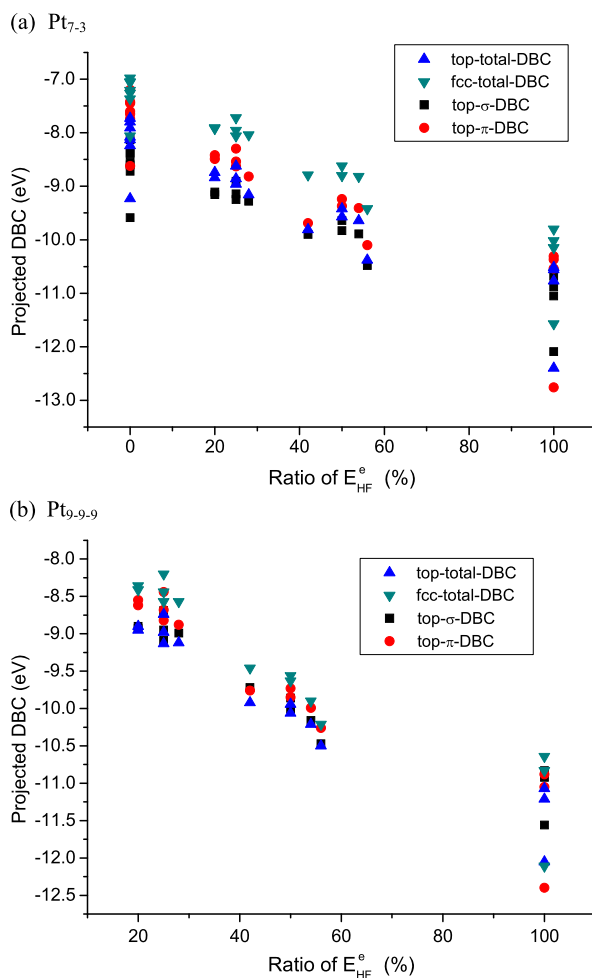 (a) Pt7-3
top-total-DBC
fcc-total-DBC
top-σ-DBC
top-π-DBC
Projected DBC (eV)
-7.0
-8.0
-9.0
-10.0
-11.0
-12.0
-13.0
0 20 40 60 80 100
Ratio of E^e_HF (%)
(b) Pt9-9-9
top-total-DBC
fcc-total-DBC
top-σ-DBC
top-π-DBC
Projected DBC (eV)
-8.0
-8.5
-9.0
-9.5
-10.0
-10.5
-11.0
-11.5
-12.0
-12.5
20 40 60 80 100
Ratio of E^e_HF (%)